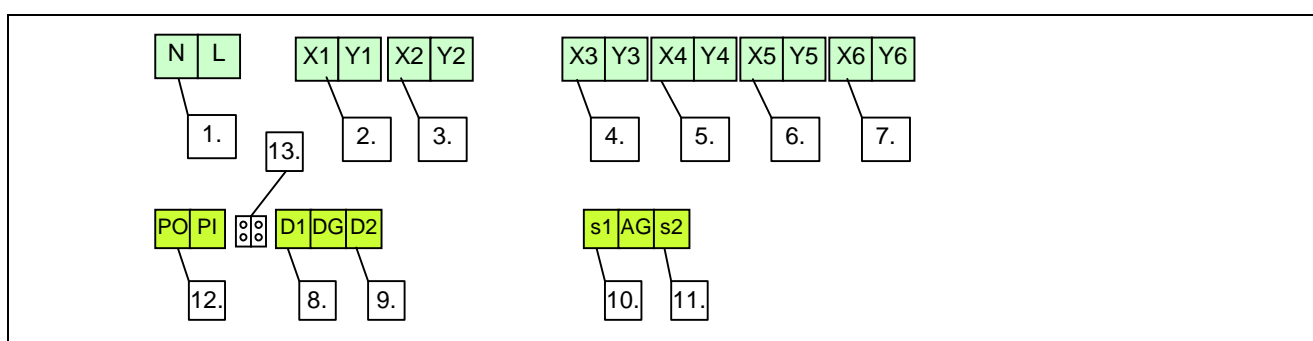 N L X1 Y1 X2 Y2 X3 Y3 X4 Y4 X5 Y5 X6 Y6
1. 2. 3. 4. 5. 6. 7.
13.
PO PI D1 DG D2 s1 AG s2
12. 8. 9. 10. 11.